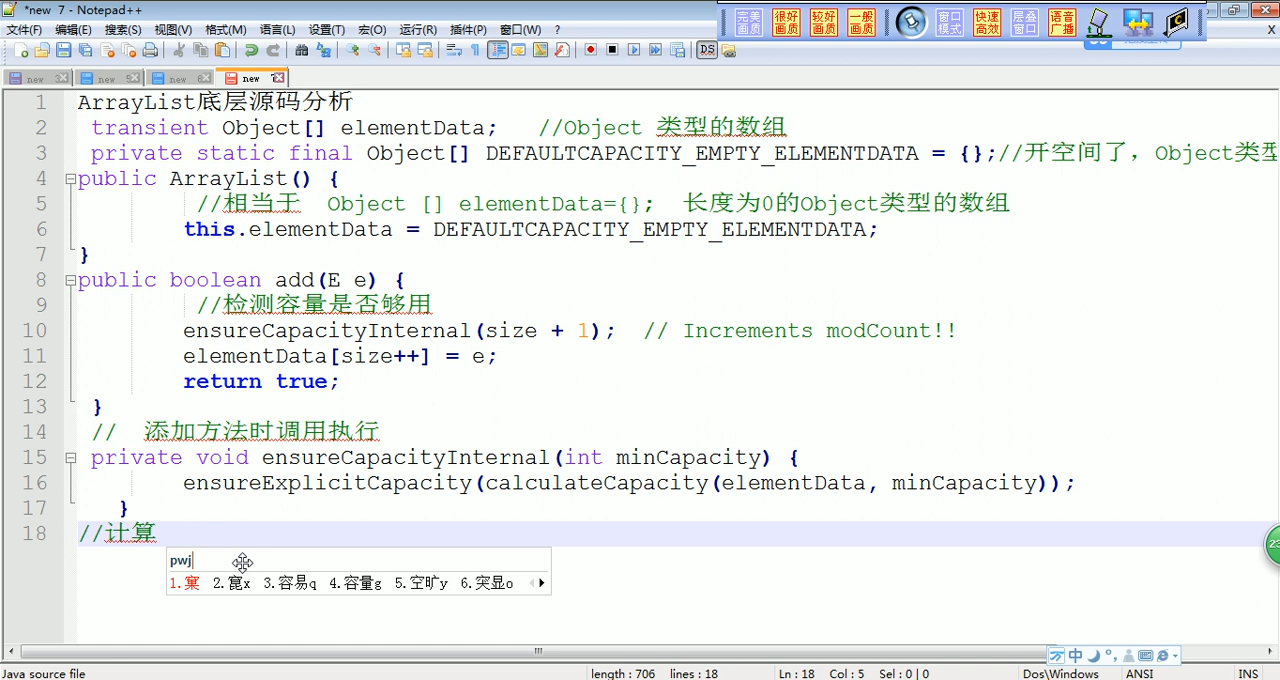 *new 7 - Notepad++
文件(F) 编辑(E) 搜索(S) 视图(V) 格式(M) 语言(L) 设置(T) 宏(O) 运行(R) 插件(P) 窗口(W) ?
完美画质 很好画质 较好画质 一般画质 窗口模式 快速高效 层叠窗口 语音广播
X
DS
new 3 new 5 new 6 new 7
1 ArrayList底层源码分析
2 transient Object[] elementData; //Object 类型的数组
3 private static final Object[] DEFAULTCAPACITY_EMPTY_ELEMENTDATA = {};//开空间了，Object类型
4 public ArrayList() {
5 //相当于 Object [] elementData={}; 长度为0的Object类型的数组
6 this.elementData = DEFAULTCAPACITY_EMPTY_ELEMENTDATA;
7 }
8 public boolean add(E e) {
9 //检测容量是否够用
10 ensureCapacityInternal(size + 1); // Increments modCount!!
11 elementData[size++] = e;
12 return true;
13 }
14 // 添加方法时调用执行
15 private void ensureCapacityInternal(int minCapacity) {
16 ensureExplicitCapacity(calculateCapacity(elementData, minCapacity));
17 }
18 //计算
pwj
3.容易q 4.容量g 5.空旷y 6.突显o
23
中
Java source file length : 706 lines : 18 Ln : 18 Col : 5 Sel : 0 | 0 Dos\Windows ANSI INS